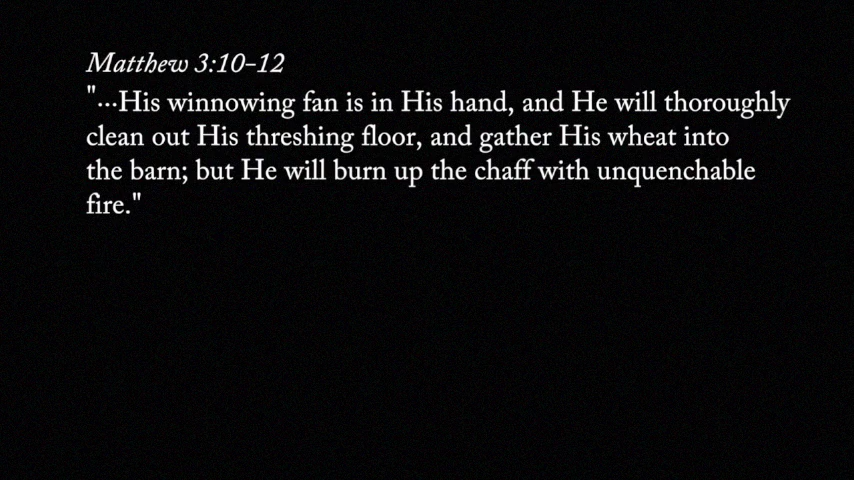 Matthew 3:10-12
"...His winnowing fan is in His hand, and He will thoroughly
clean out His threshing floor, and gather His wheat into
the barn; but He will burn up the chaff with unquenchable
fire."